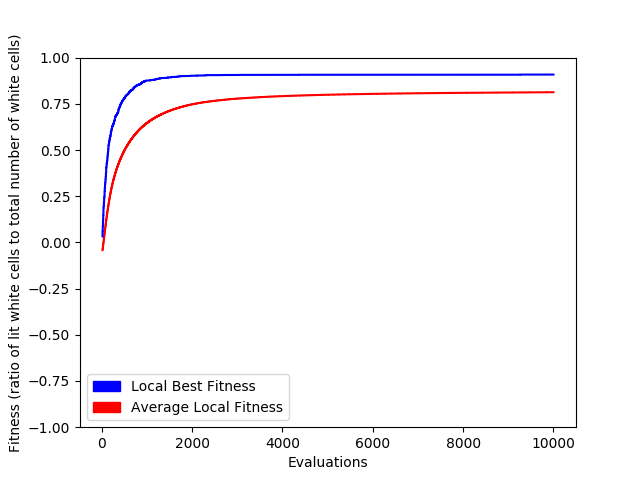 Fitness (ratio of lit white cells to total number of white cells)
1.00
0.75
0.50
0.25
0.00
−0.25
−0.50
−0.75
−1.00
Local Best Fitness
Average Local Fitness
0 2000 4000 6000 8000 10000
Evaluations